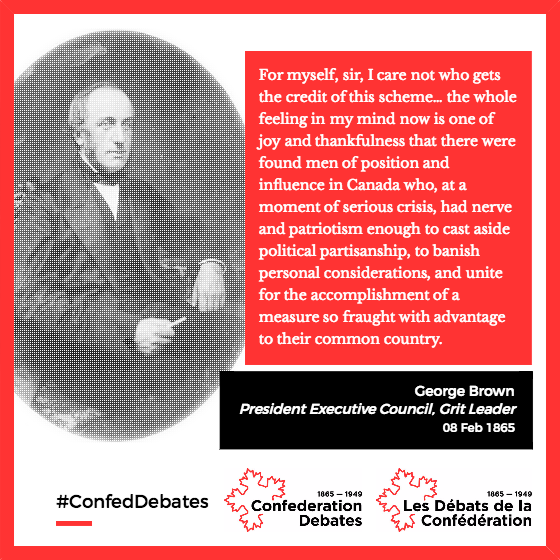 For myself, sir, I care not who gets
the credit of this scheme... the whole
feeling in my mind now is one of
joy and thankfulness that there were
found men of position and
influence in Canada who, at a
moment of serious crisis, had nerve
and patriotism enough to cast aside
political partisanship, to banish
personal considerations, and unite
for the accomplishment of a
measure so fraught with advantage
to their common country.
George Brown
President Executive Council, Grit Leader
08 Feb 1865
#ConfedDebates
1865 — 1949
Confederation
Debates
1865 — 1949
Les Débats de la
Confédération